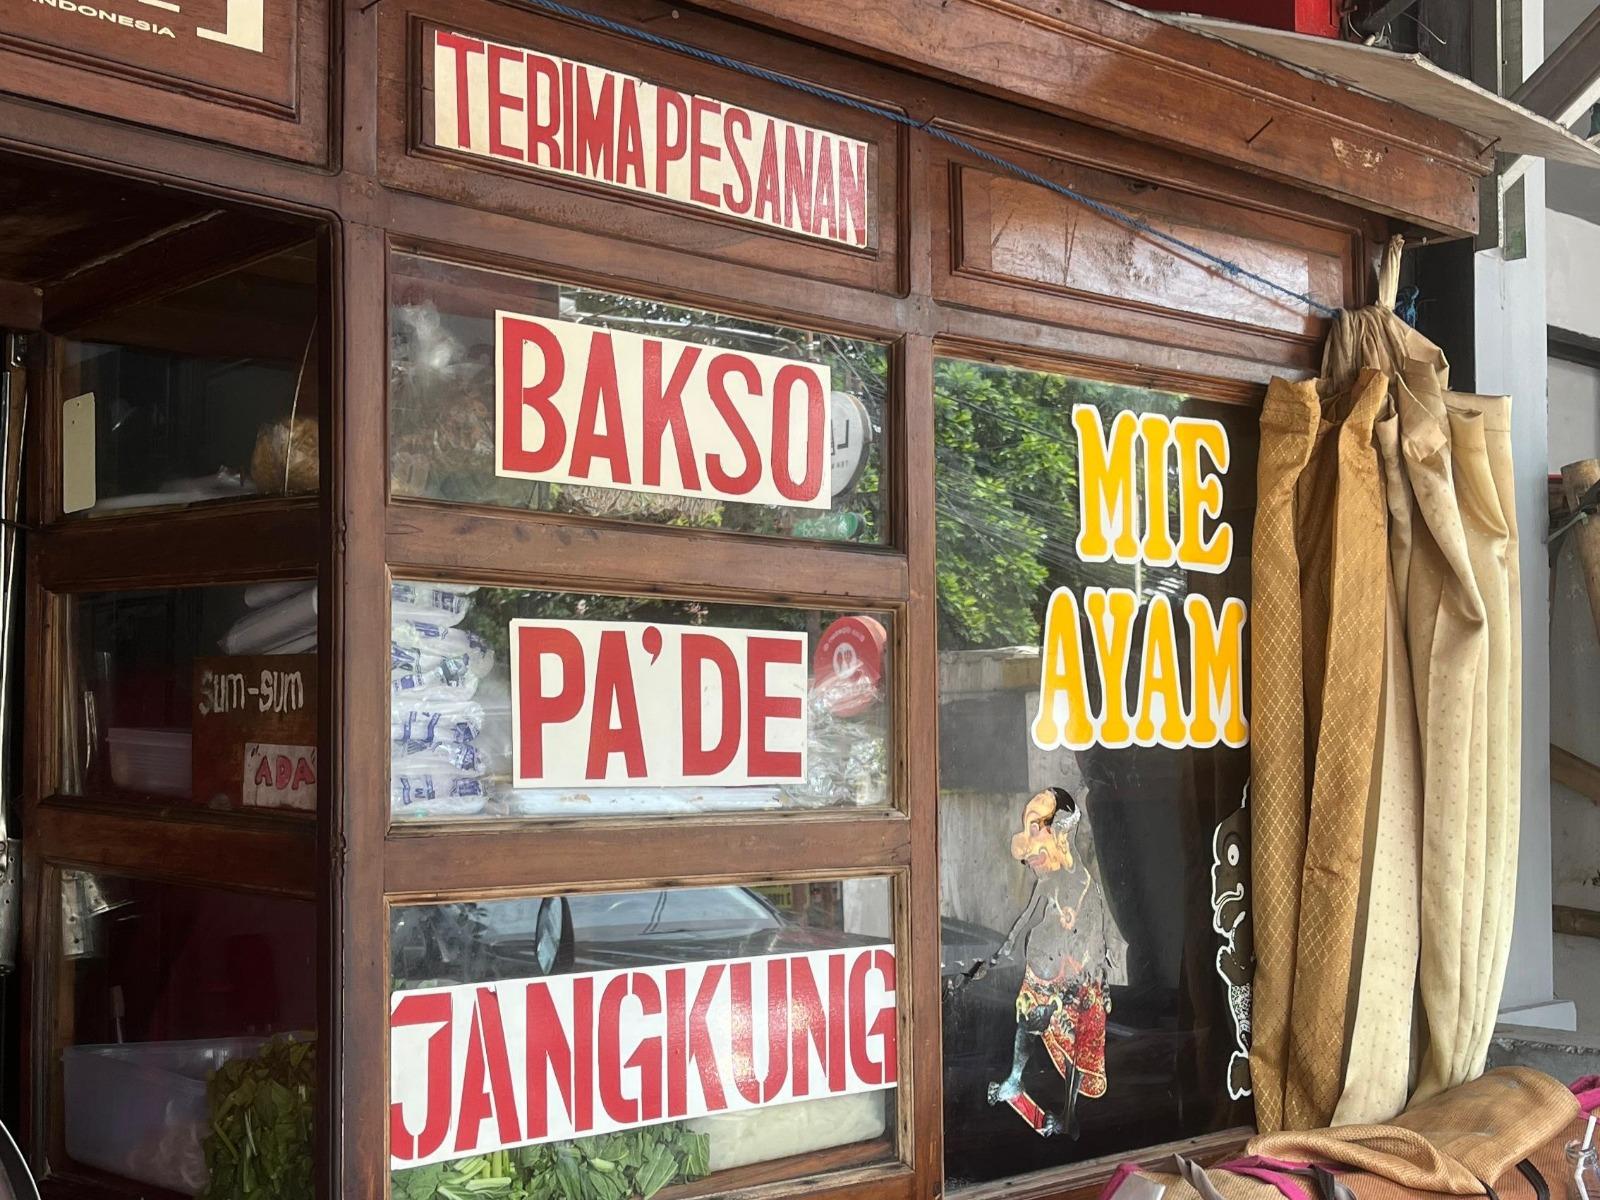 INDONESIA
TERIMA PESANAN
BAKSO
PA'DE
JANGKUNG
MIE
AYAM
sum-sum
"ADA"